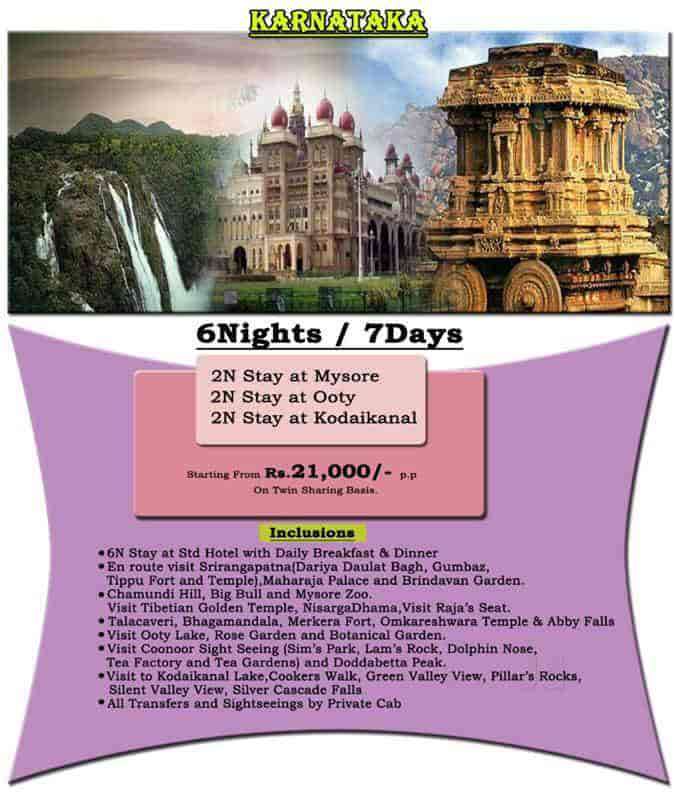 KARNATAKA
6Nights / 7Days
2N Stay at Mysore
2N Stay at Ooty
2N Stay at Kodaikanal
Starting From Rs.21,000/- p.p
On Twin Sharing Basis.
Inclusions
• 6N Stay at Std Hotel with Daily Breakfast & Dinner
• En route visit Srirangapatna(Dariya Daulat Bagh, Gumbaz,
Tippu Fort and Temple),Maharaja Palace and Brindavan Garden.
• Chamundi Hill, Big Bull and Mysore Zoo.
Visit Tibetian Golden Temple, NisargaDhama,Visit Raja's Seat.
• Talacaveri, Bhagamandala, Merkera Fort, Omkareshwara Temple & Abby Falls
• Visit Ooty Lake, Rose Garden and Botanical Garden.
• Visit Coonoor Sight Seeing (Sim's Park, Lam's Rock, Dolphin Nose,
Tea Factory and Tea Gardens) and Doddabetta Peak.
• Visit to Kodaikanal Lake,Cookers Walk, Green Valley View, Pillar's Rocks,
Silent Valley View, Silver Cascade Falls
• All Transfers and Sightseeings by Private Cab